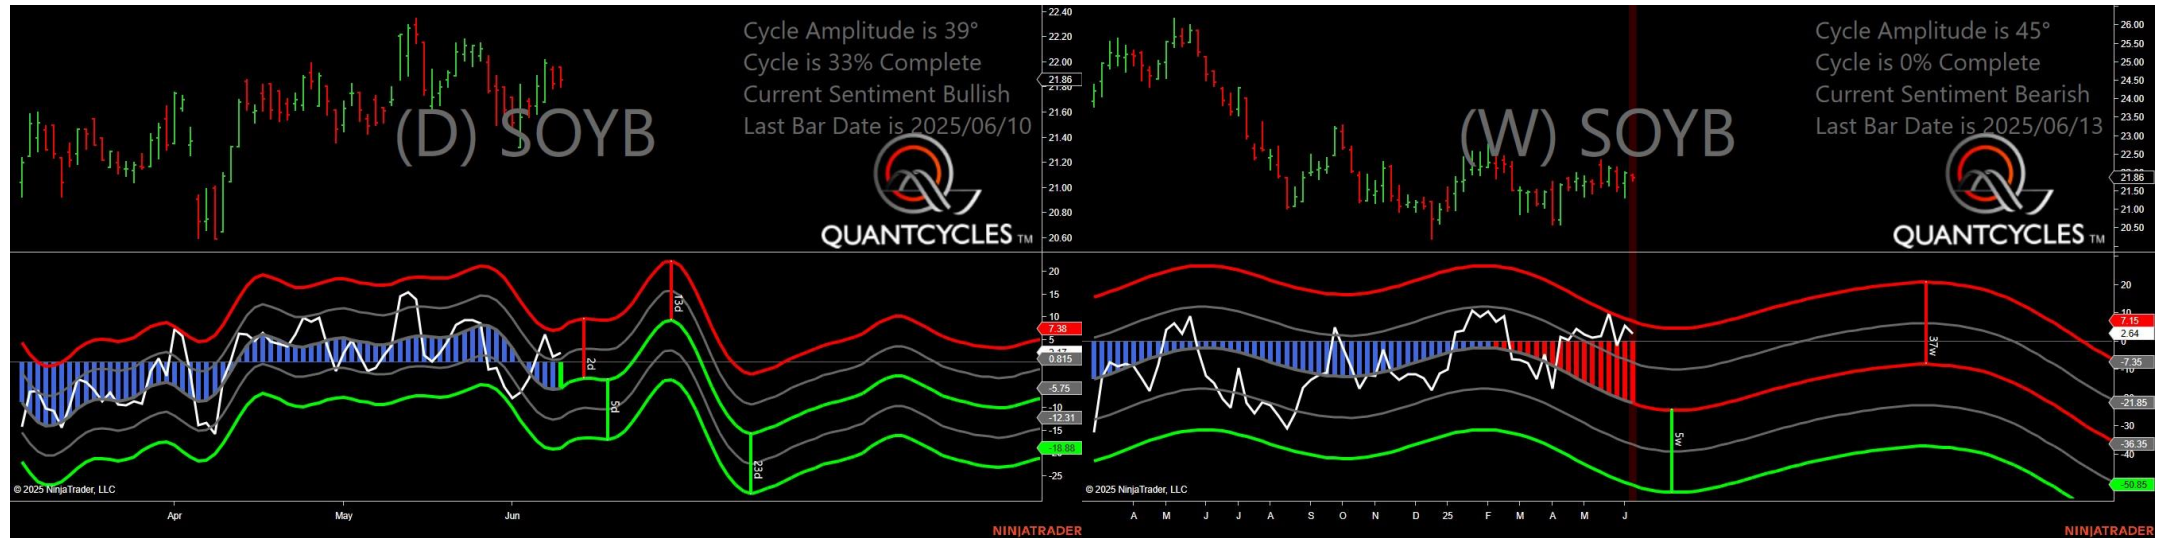 Cycle Amplitude is 39°
Cycle is 33% Complete
Current Sentiment Bullish
Last Bar Date is 2025/06/10
(D) SOYB
QUANTCYCLES TM
22.40
22.20
22.00
21.86
21.80
21.60
21.40
21.20
21.00
20.80
20.60
20
15
10
7.38
5
0.815
-5.75
-10
-12.31
-15
-18.88
-25
2d
5d
13d
23d
© 2025 NinjaTrader, LLC
Apr
May
Jun
NINJATRADER
Cycle Amplitude is 45°
Cycle is 0% Complete
Current Sentiment Bearish
Last Bar Date is 2025/06/13
(W) SOYB
QUANTCYCLES TM
26.00
25.50
25.00
24.50
24.00
23.50
23.00
22.50
21.86
21.50
21.00
20.50
20
7.15
2.64
0
-7.35
-10
-21.85
-30
-36.35
-40
-50.85
5w
37w
© 2025 NinjaTrader, LLC
A M J J A S O N D 25 F M A M J
NINJATRADER